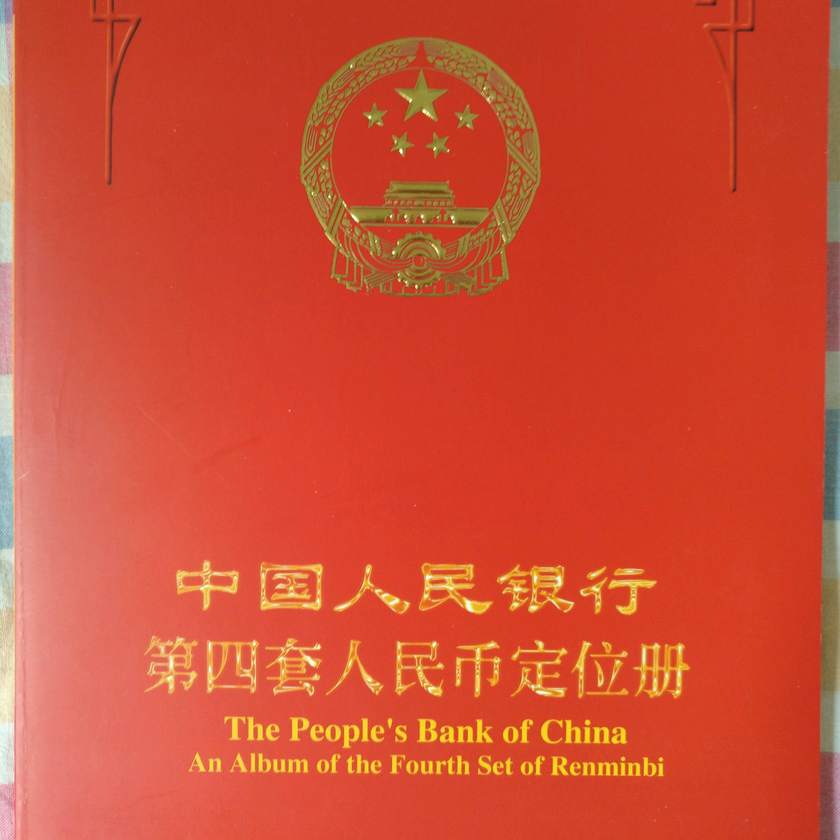 中国人民银行
第四套人民币定位册
The People's Bank of China
An Album of the Fourth Set of Renminbi